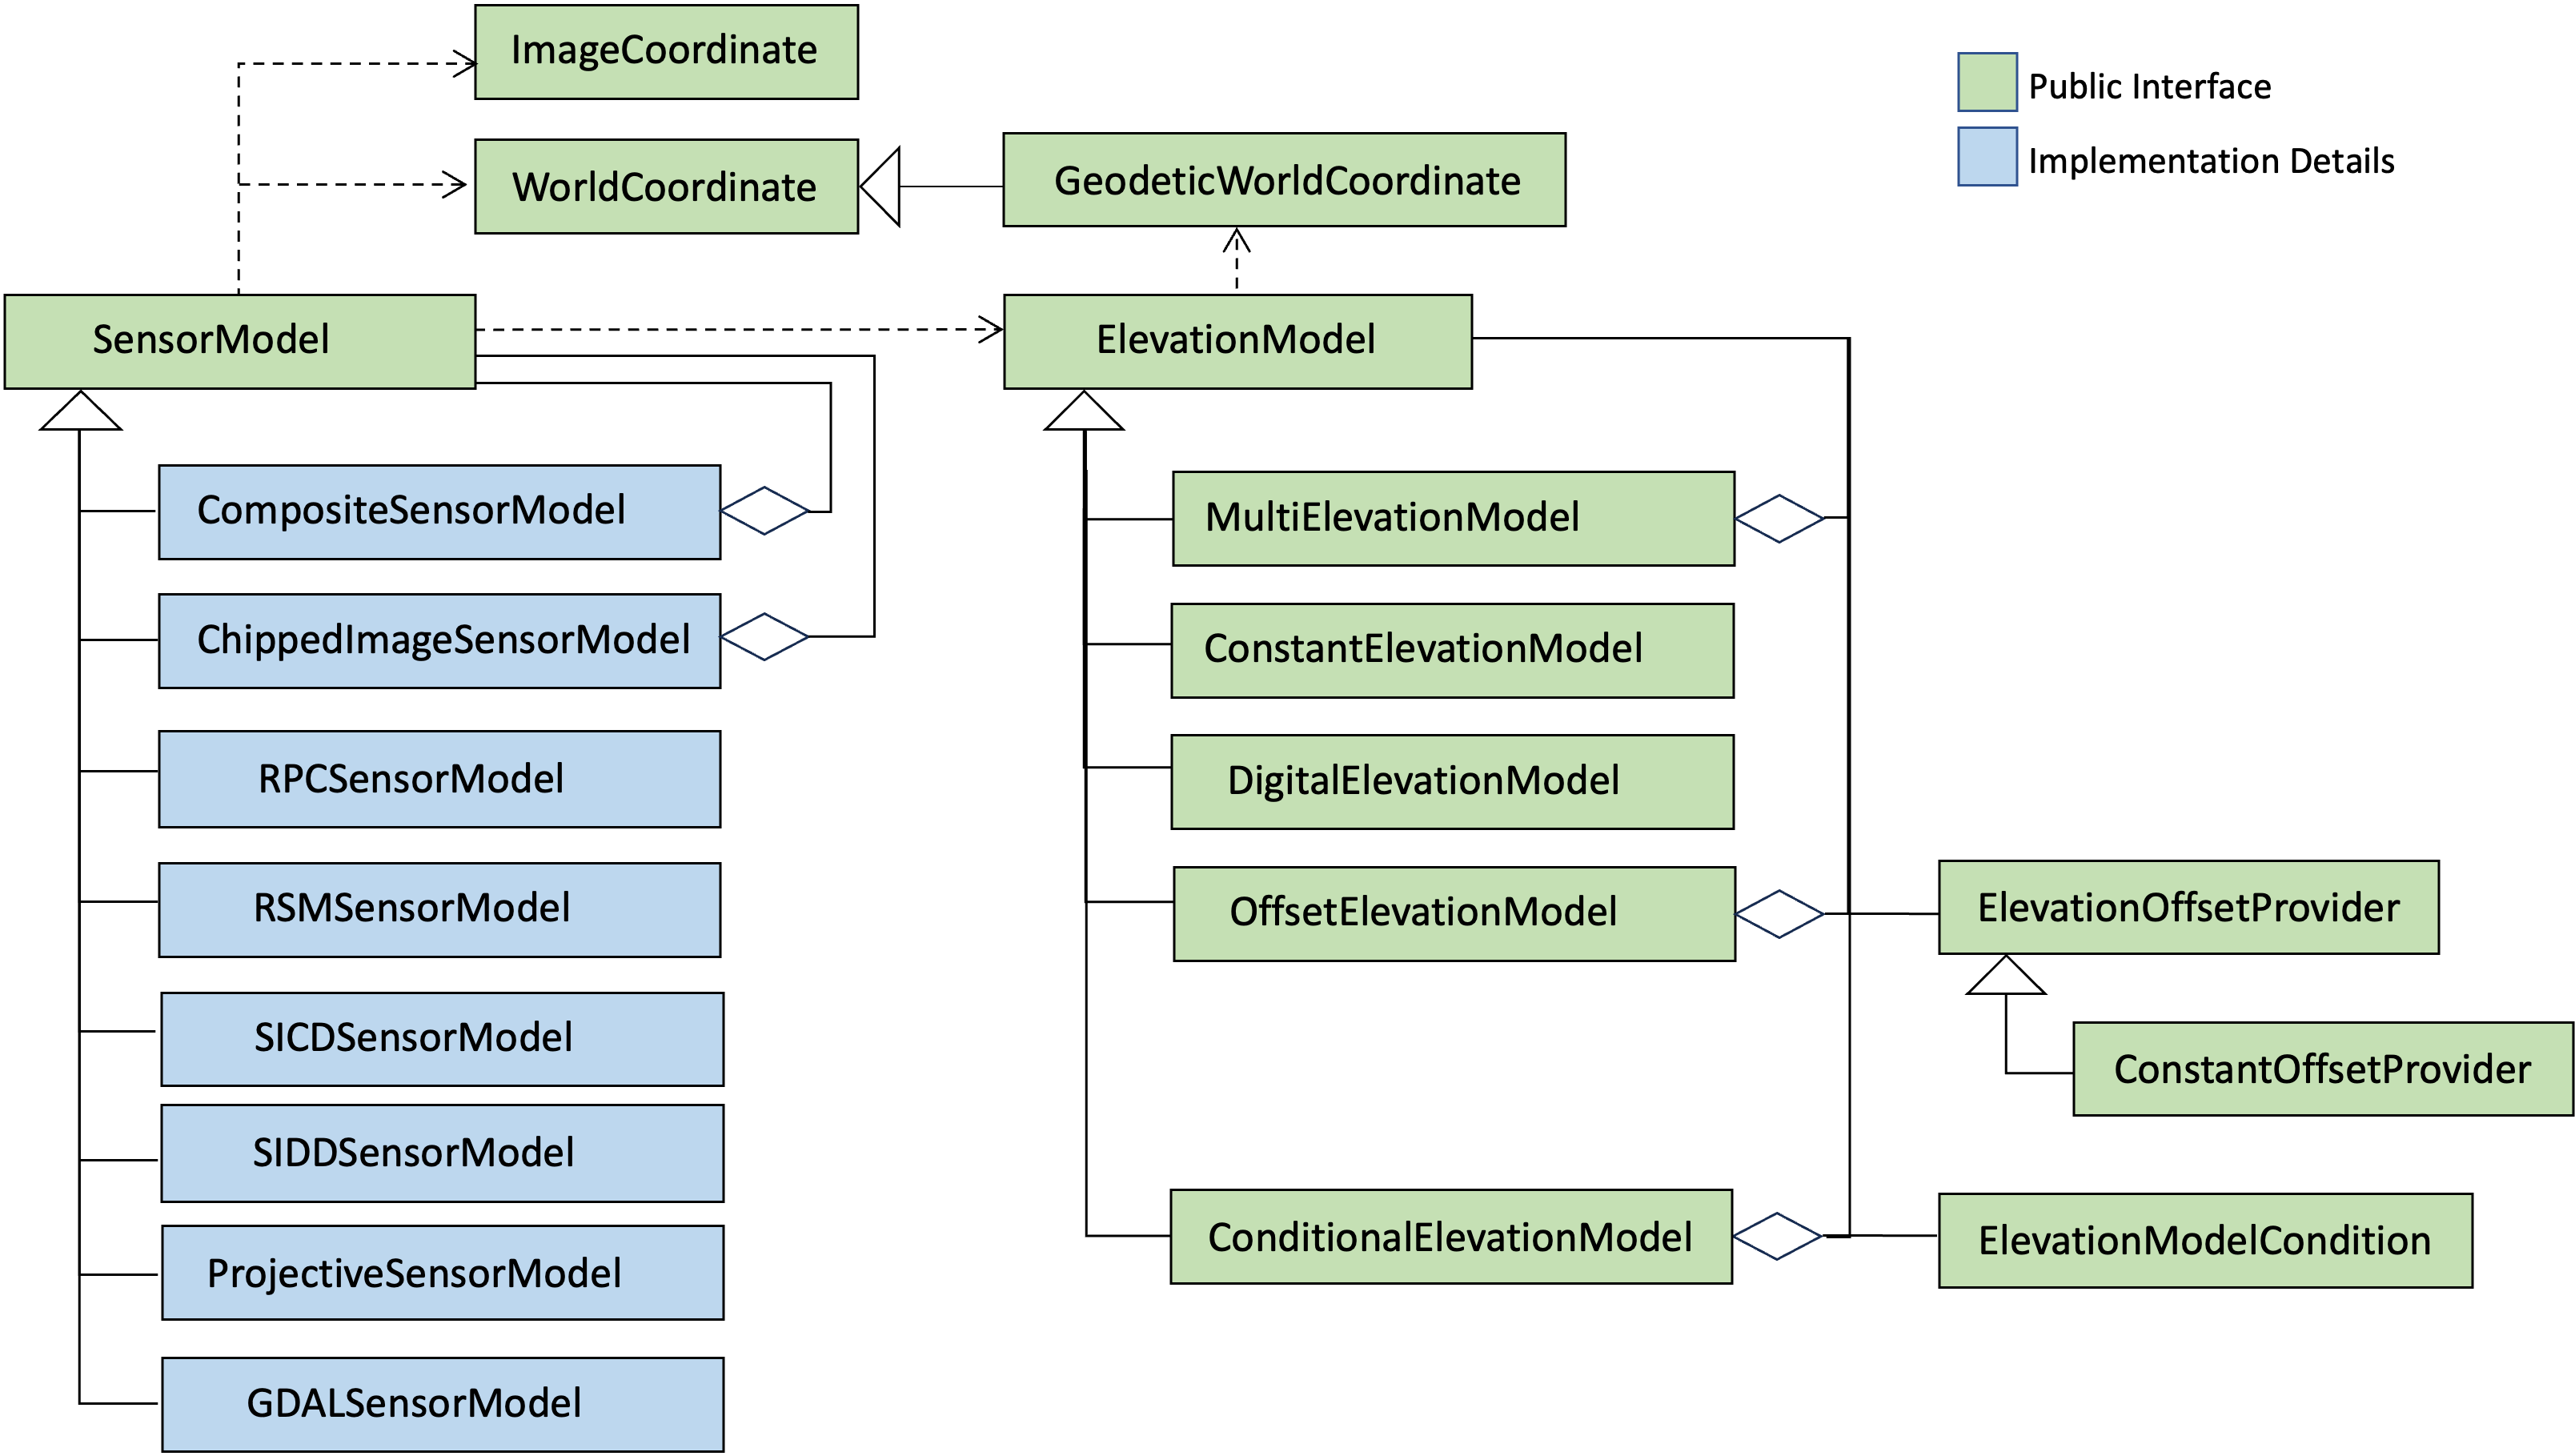 ImageCoordinate
Public Interface
Implementation Details
WorldCoordinate
GeodeticWorldCoordinate
SensorModel
ElevationModel
CompositeSensorModel
ChippedImageSensorModel
RPCSensorModel
RSMSensorModel
SICDSensorModel
SIDDSensorModel
ProjectiveSensorModel
GDALSensorModel
MultiElevationModel
ConstantElevationModel
DigitalElevationModel
OffsetElevationModel
ConditionalElevationModel
ElevationOffsetProvider
ConstantOffsetProvider
ElevationModelCondition